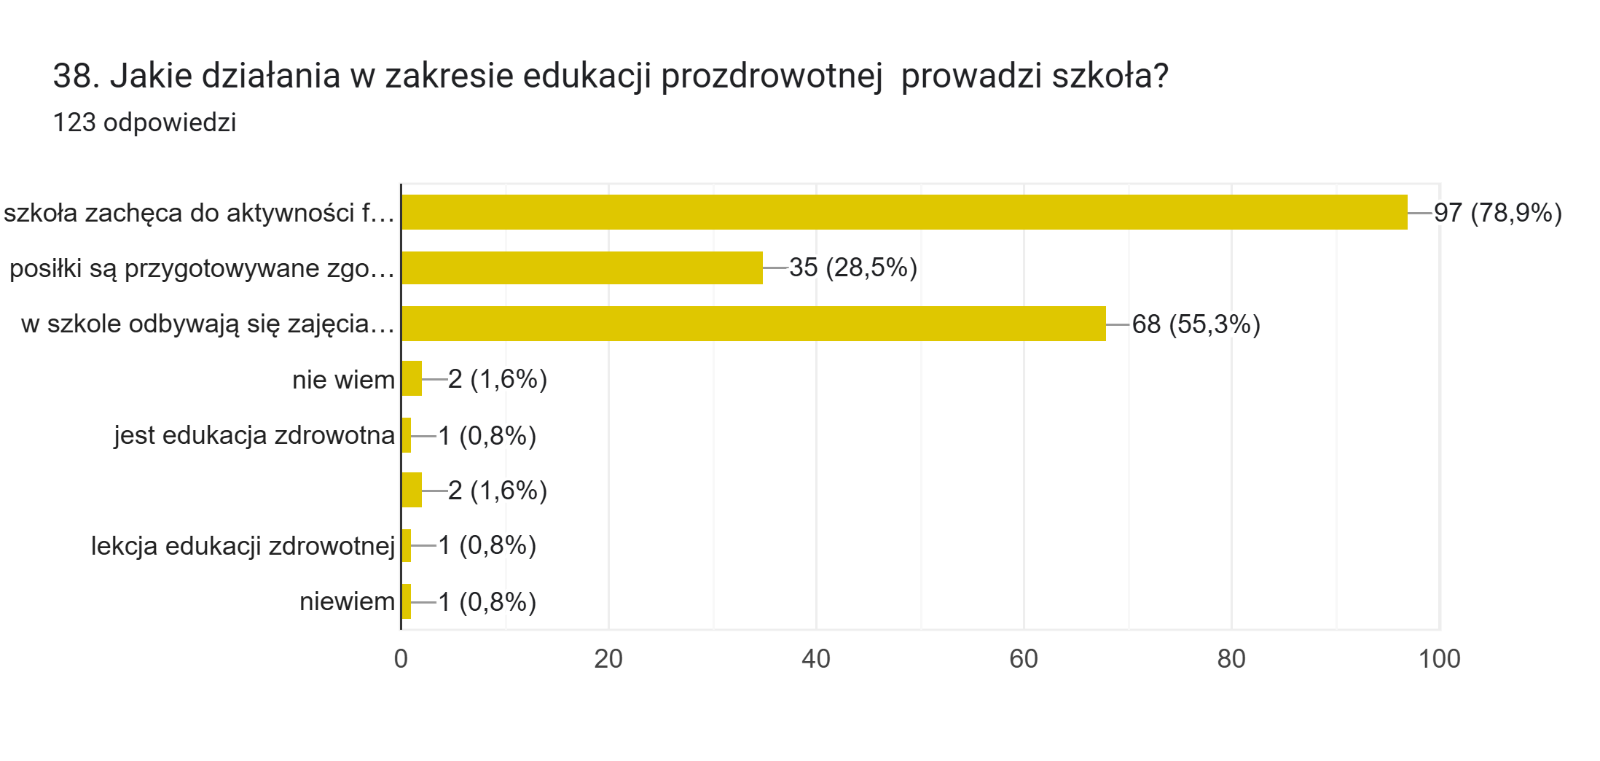 38. Jakie działania w zakresie edukacji prozdrowotnej  prowadzi szkoła?
123 odpowiedzi
szkoła zachęca do aktywności f… 97 (78,9%)
posiłki są przygotowywane zgo… 35 (28,5%)
w szkole odbywają się zajęcia… 68 (55,3%)
nie wiem 2 (1,6%)
jest edukacja zdrowotna 1 (0,8%)
2 (1,6%)
lekcja edukacji zdrowotnej 1 (0,8%)
niewiem 1 (0,8%)
0 20 40 60 80 100